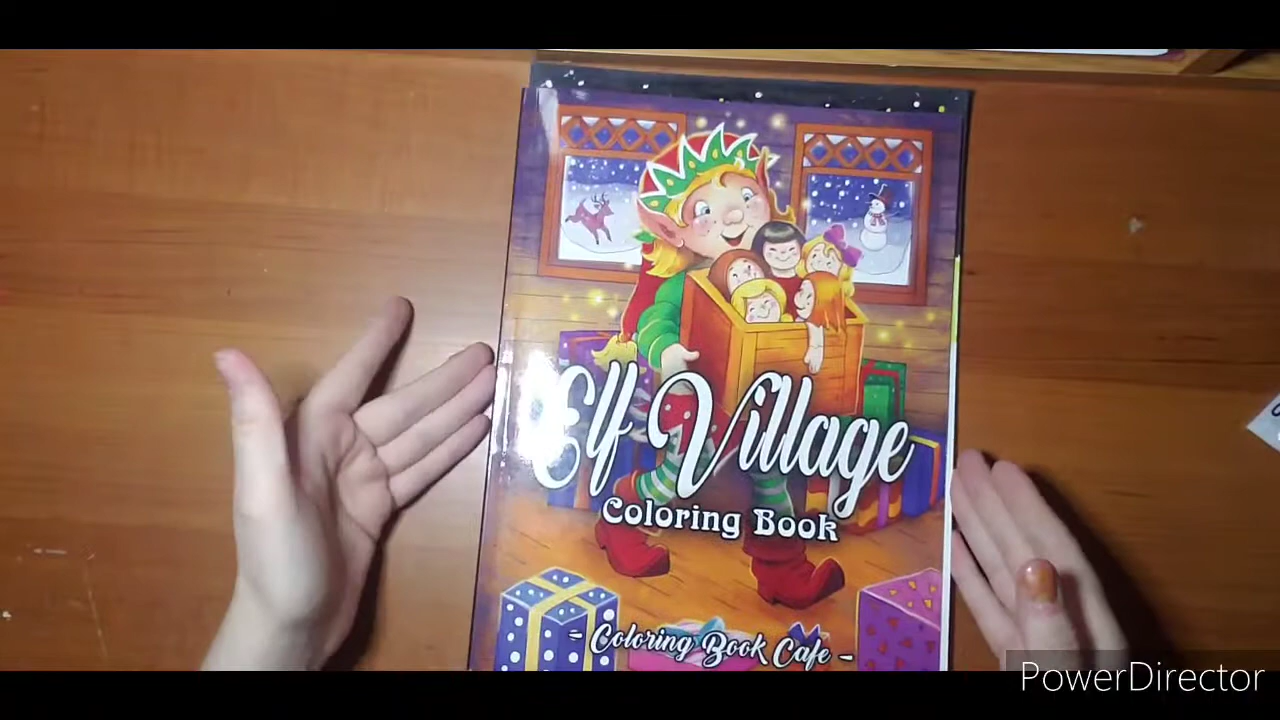 Elf Village
Coloring Book
- Coloring Book Cafe -
PowerDirector